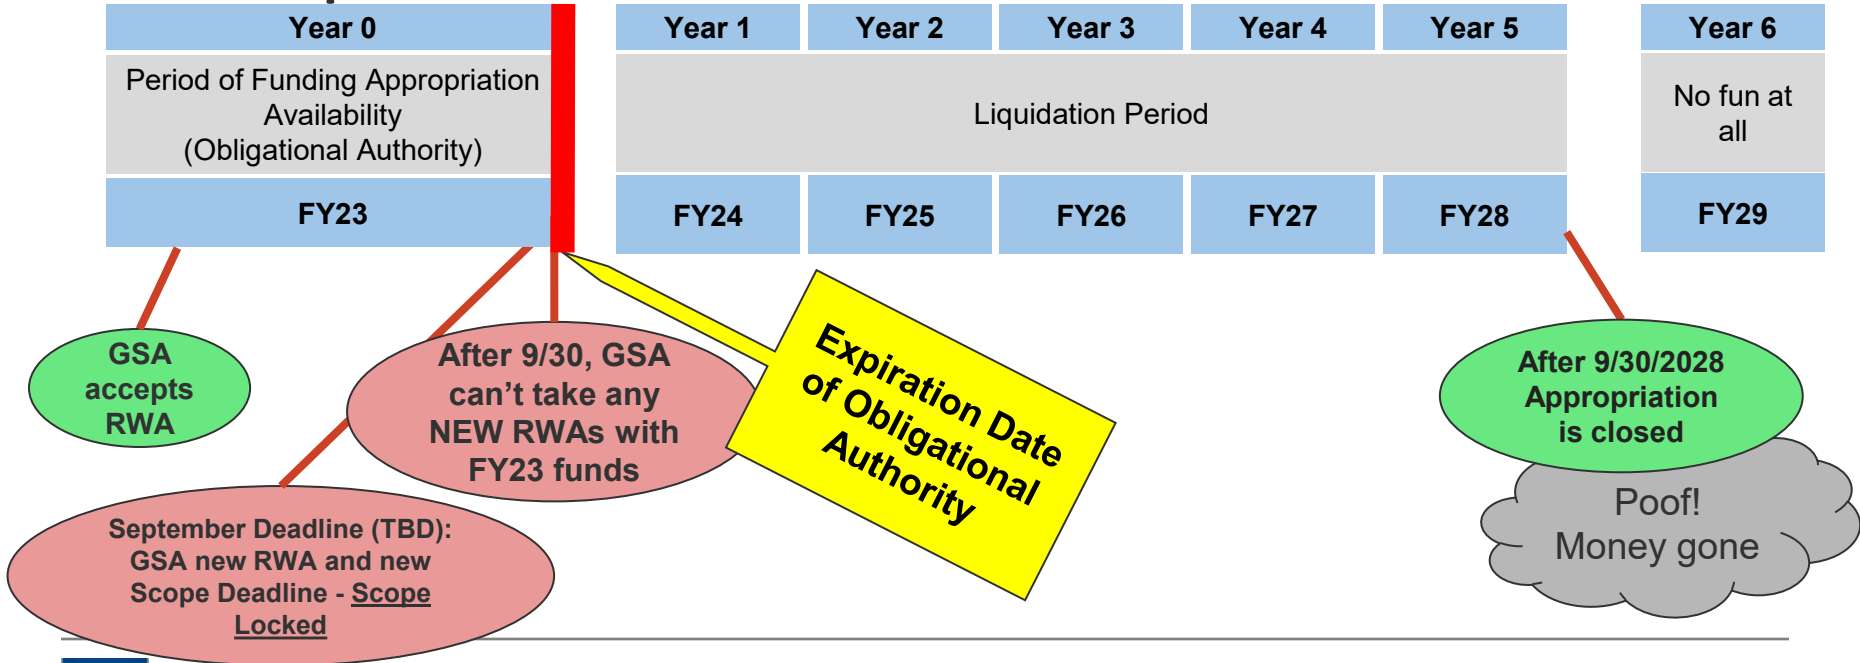 Year 0
Year 1
Year 2
Year 3
Year 4
Year 5
Year 6
Period of Funding Appropriation
Availability
(Obligational Authority)
Liquidation Period
No fun at
all
FY23
FY24
FY25
FY26
FY27
FY28
FY29
GSA
accepts
RWA
After 9/30, GSA
can’t take any
NEW RWAs with
FY23 funds
Expiration Date
of Obligational
Authority
After 9/30/2028
Appropriation
is closed
Poof!
Money gone
September Deadline (TBD):
GSA new RWA and new
Scope Deadline - Scope
Locked